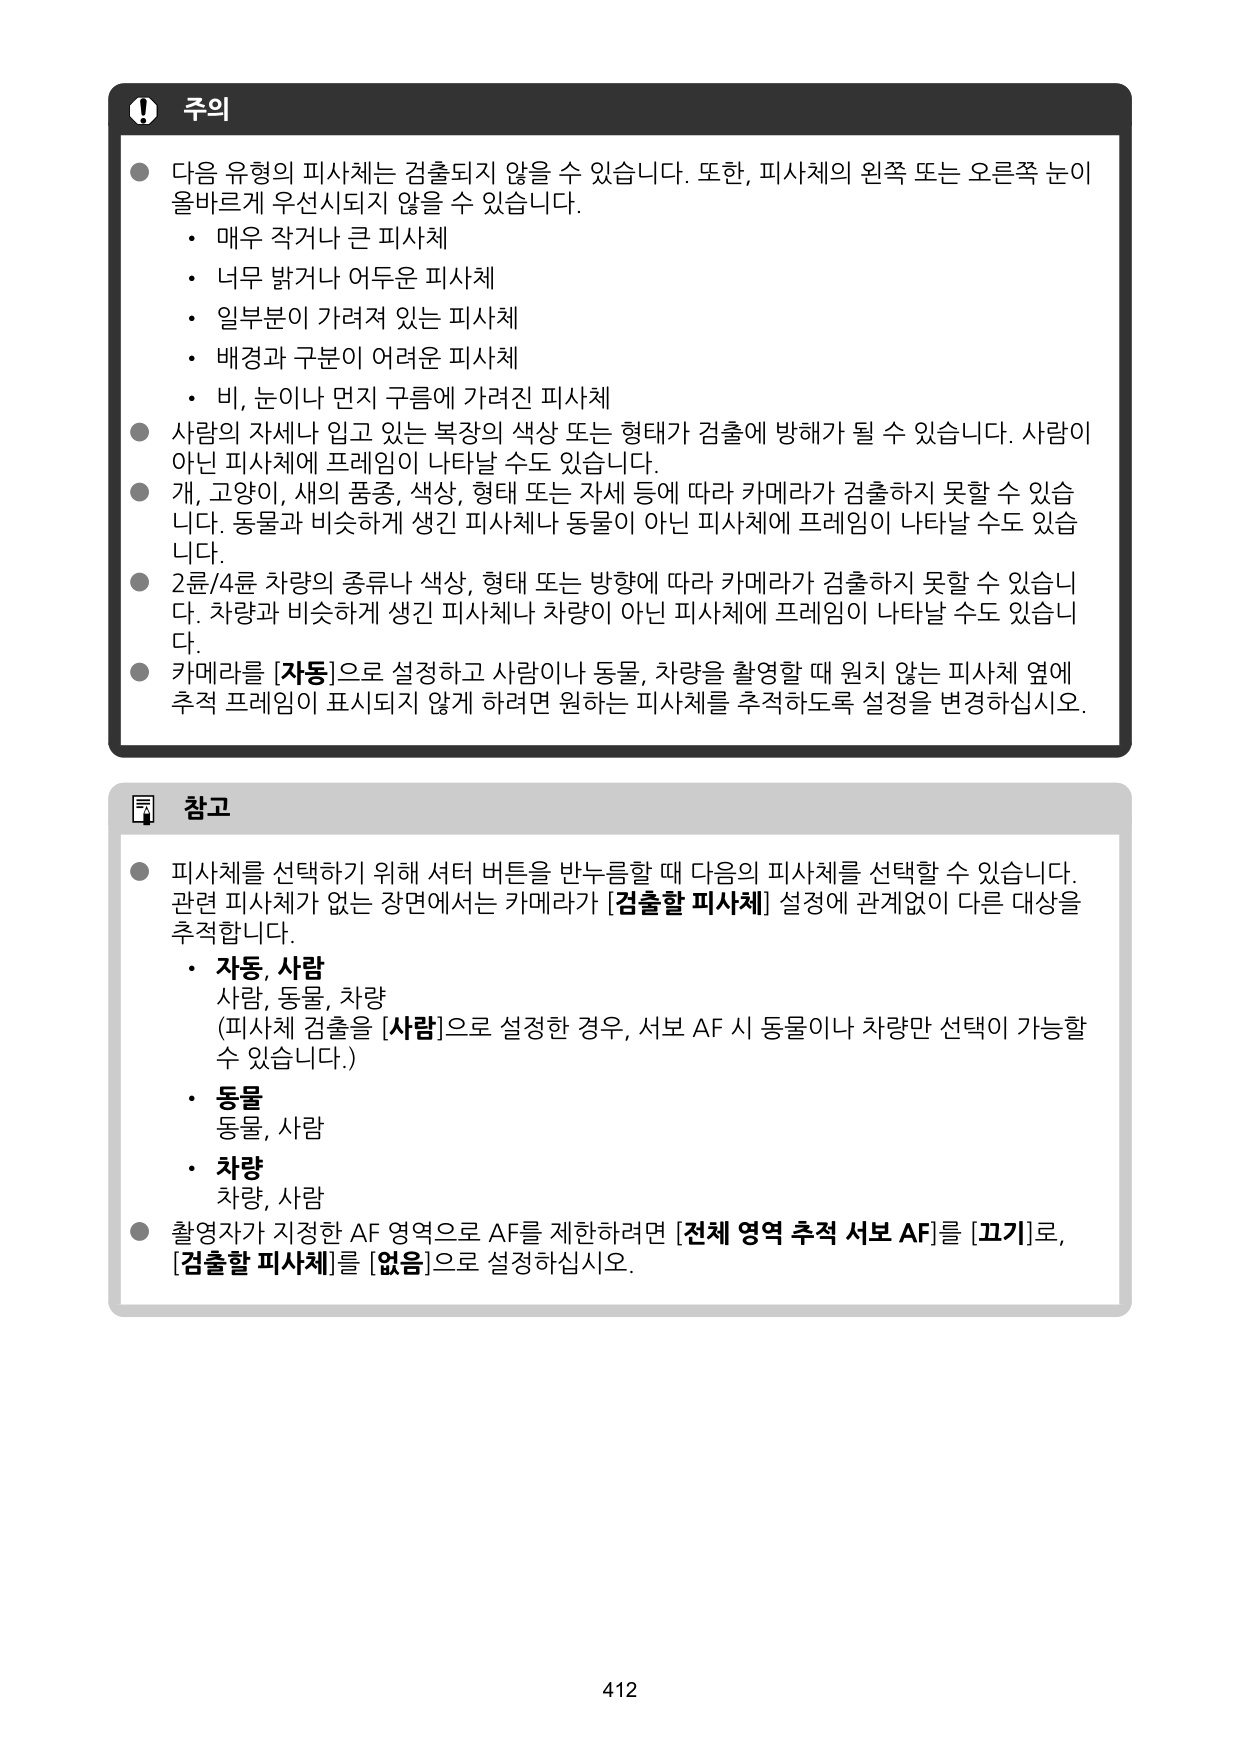 주의
● 다음 유형의 피사체는 검출되지 않을 수 있습니다. 또한, 피사체의 왼쪽 또는 오른쪽 눈이
올바르게 우선시되지 않을 수 있습니다.
• 매우 작거나 큰 피사체
• 너무 밝거나 어두운 피사체
• 일부분이 가려져 있는 피사체
• 배경과 구분이 어려운 피사체
• 비, 눈이나 먼지 구름에 가려진 피사체
● 사람의 자세나 입고 있는 복장의 색상 또는 형태가 검출에 방해가 될 수 있습니다. 사람이
아닌 피사체에 프레임이 나타날 수도 있습니다.
● 개, 고양이, 새의 품종, 색상, 형태 또는 자세 등에 따라 카메라가 검출하지 못할 수 있습
니다. 동물과 비슷하게 생긴 피사체나 동물이 아닌 피사체에 프레임이 나타날 수도 있습
니다.
● 2륜/4륜 차량의 종류나 색상, 형태 또는 방향에 따라 카메라가 검출하지 못할 수 있습니
다. 차량과 비슷하게 생긴 피사체나 차량이 아닌 피사체에 프레임이 나타날 수도 있습니
다.
● 카메라를 [자동]으로 설정하고 사람이나 동물, 차량을 촬영할 때 원치 않는 피사체 옆에
추적 프레임이 표시되지 않게 하려면 원하는 피사체를 추적하도록 설정을 변경하십시오.
참고
● 피사체를 선택하기 위해 셔터 버튼을 반누름할 때 다음의 피사체를 선택할 수 있습니다.
관련 피사체가 없는 장면에서는 카메라가 [검출할 피사체] 설정에 관계없이 다른 대상을
추적합니다.
• 자동, 사람
사람, 동물, 차량
(피사체 검출을 [사람]으로 설정한 경우, 서보 AF 시 동물이나 차량만 선택이 가능할
수 있습니다.)
• 동물
동물, 사람
• 차량
차량, 사람
● 촬영자가 지정한 AF 영역으로 AF를 제한하려면 [전체 영역 추적 서보 AF]를 [끄기]로,
[검출할 피사체]를 [없음]으로 설정하십시오.
412